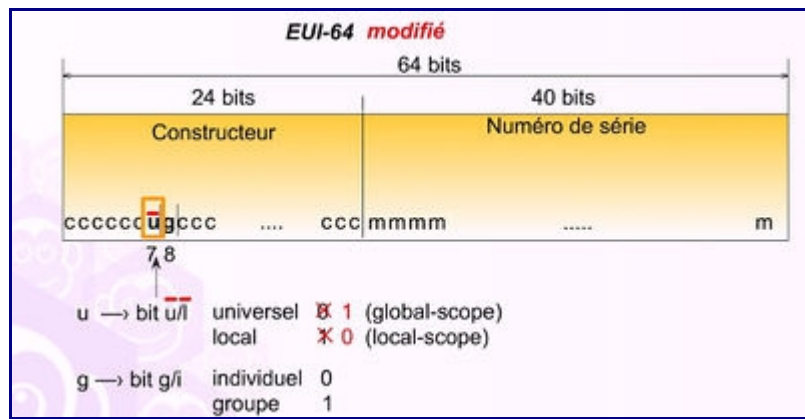 EUI-64 modifié
64 bits
24 bits 40 bits
Constructeur Numéro de série
ccccccugccc .... ccc mmmm ..... m
7 8
u → bit u/l universel 0 1 (global-scope)
local 1 0 (local-scope)
g → bit g/i individuel 0
groupe 1